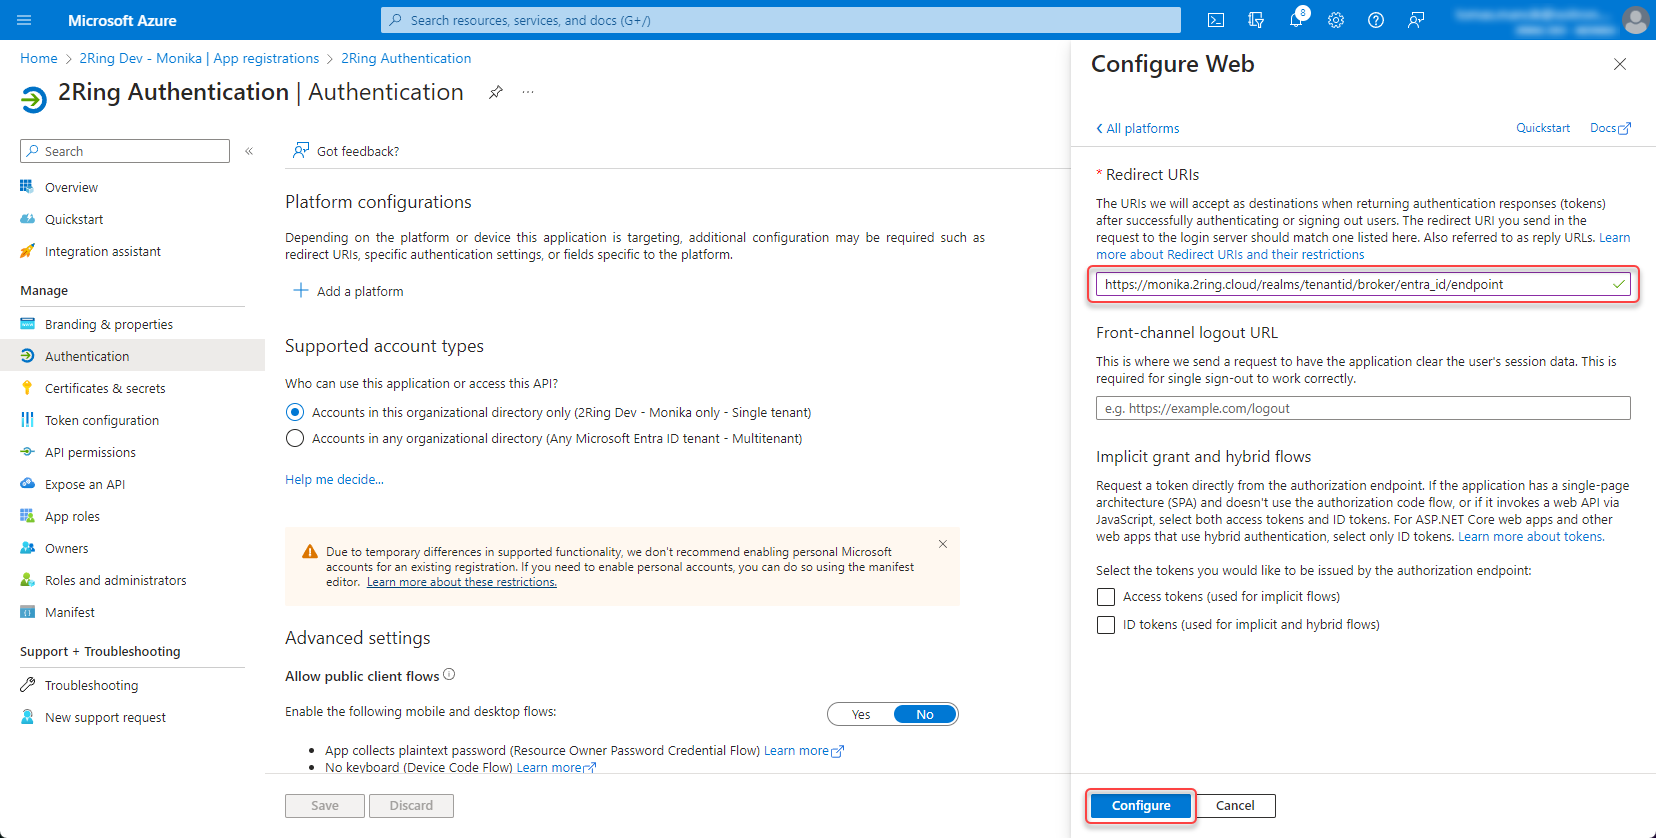 Microsoft Azure
Search resources, services, and docs (G+/)
8
Home > 2Ring Dev - Monika | App registrations > 2Ring Authentication
2Ring Authentication | Authentication
...
Search
«
Overview
Quickstart
Integration assistant
Manage
Branding & properties
Authentication
Certificates & secrets
Token configuration
API permissions
Expose an API
App roles
Owners
Roles and administrators
Manifest
Support + Troubleshooting
Troubleshooting
New support request
Got feedback?
Platform configurations
Depending on the platform or device this application is targeting, additional configuration may be required such as
redirect URIs, specific authentication settings, or fields specific to the platform.
Add a platform
Supported account types
Who can use this application or access this API?
Accounts in this organizational directory only (2Ring Dev - Monika only - Single tenant)
Accounts in any organizational directory (Any Microsoft Entra ID tenant - Multitenant)
Help me decide...
Due to temporary differences in supported functionality, we don't recommend enabling personal Microsoft
accounts for an existing registration. If you need to enable personal accounts, you can do so using the manifest
editor. Learn more about these restrictions.
Advanced settings
Allow public client flows
Enable the following mobile and desktop flows:
Yes No
• App collects plaintext password (Resource Owner Password Credential Flow) Learn more
• No keyboard (Device Code Flow) Learn more
Save Discard
Configure Web
All platforms
Quickstart Docs
* Redirect URIs
The URIs we will accept as destinations when returning authentication responses (tokens)
after successfully authenticating or signing out users. The redirect URI you send in the
request to the login server should match one listed here. Also referred to as reply URLs. Learn
more about Redirect URIs and their restrictions
https://monika.2ring.cloud/realms/tenantid/broker/entra_id/endpoint
Front-channel logout URL
This is where we send a request to have the application clear the user's session data. This is
required for single sign-out to work correctly.
e.g. https://example.com/logout
Implicit grant and hybrid flows
Request a token directly from the authorization endpoint. If the application has a single-page
architecture (SPA) and doesn't use the authorization code flow, or if it invokes a web API via
JavaScript, select both access tokens and ID tokens. For ASP.NET Core web apps and other
web apps that use hybrid authentication, select only ID tokens. Learn more about tokens.
Select the tokens you would like to be issued by the authorization endpoint:
Access tokens (used for implicit flows)
ID tokens (used for implicit and hybrid flows)
Configure Cancel